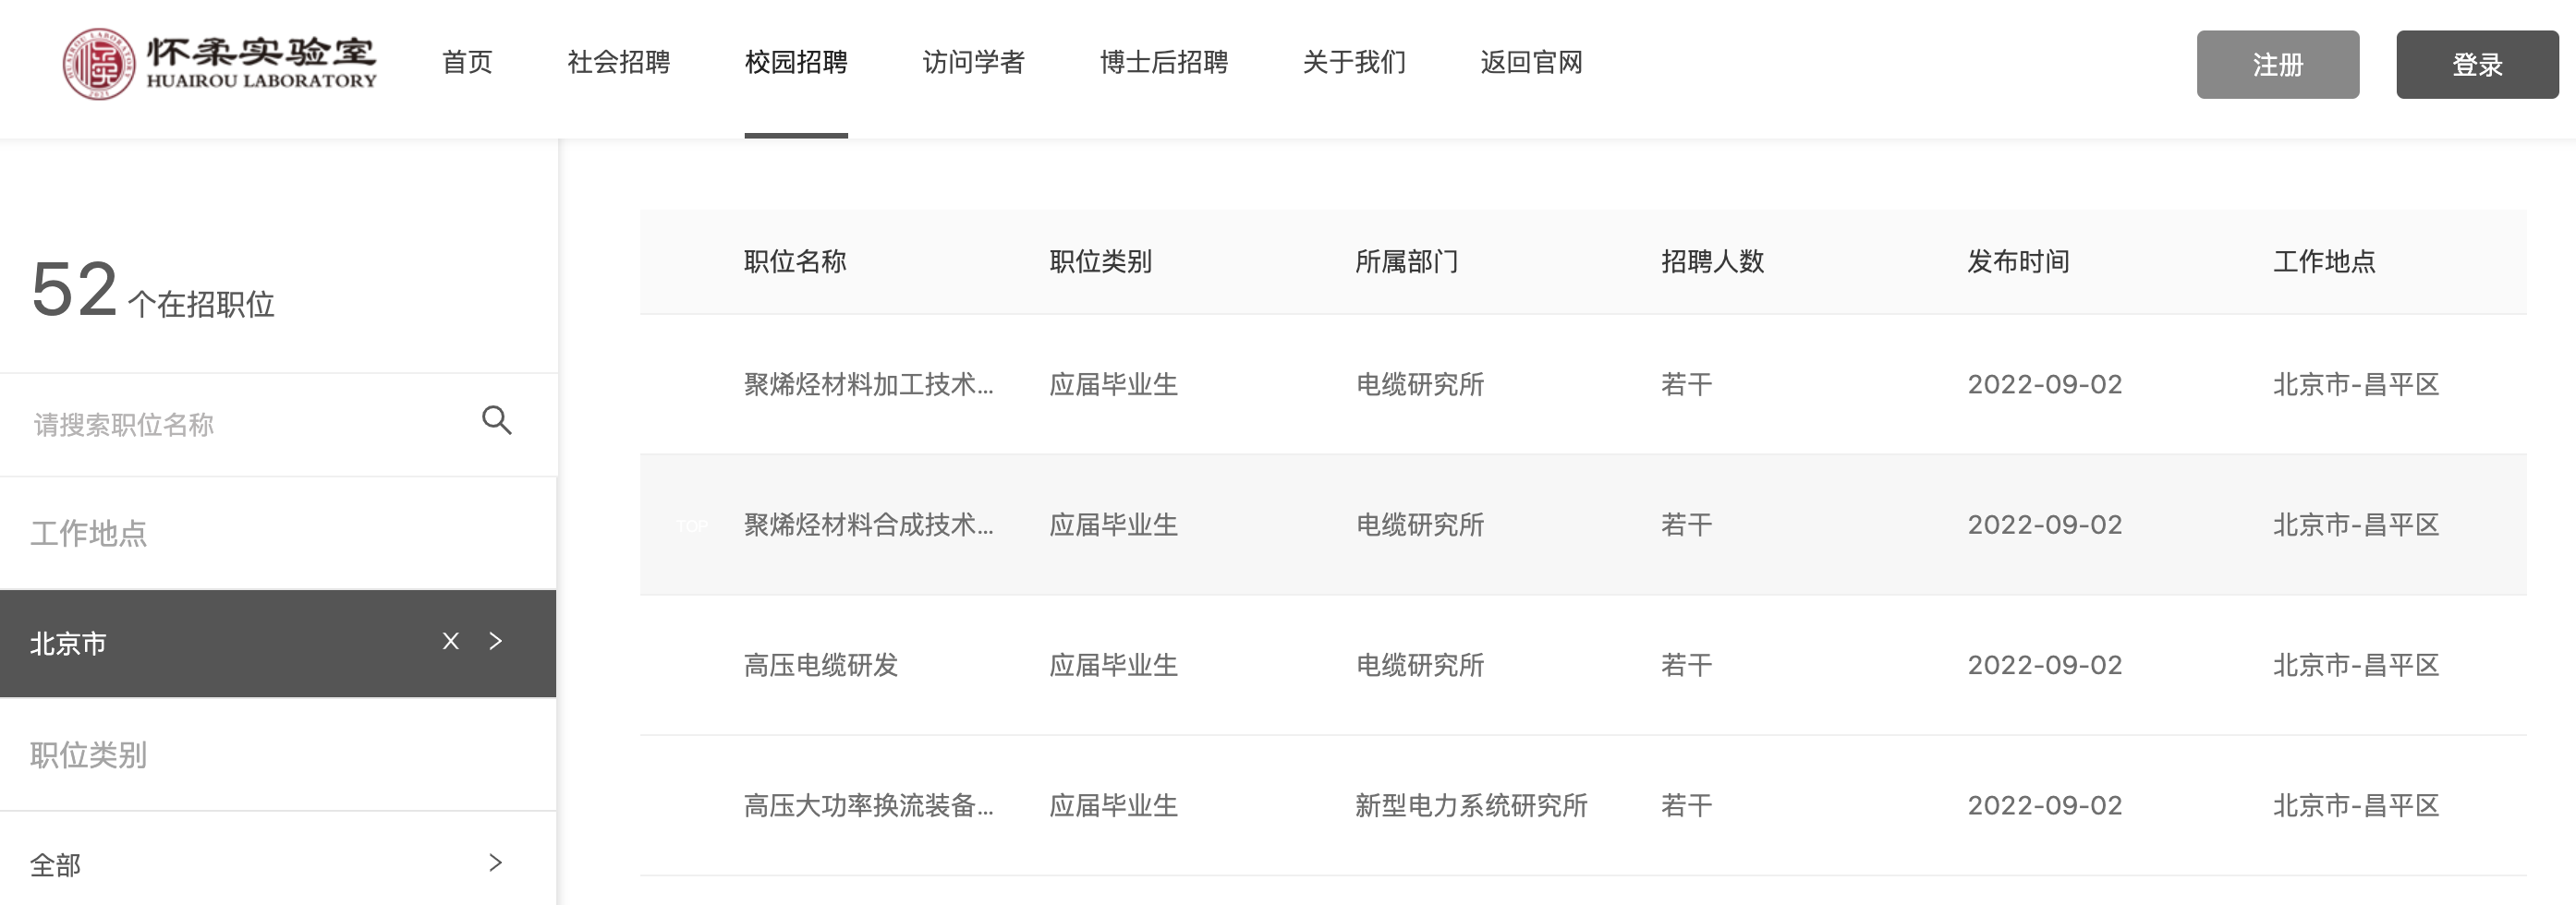 怀柔实验室
HUAIROU LABORATORY
首页 社会招聘 校园招聘 访问学者 博士后招聘 关于我们 返回官网
注册 登录
52 个在招职位
请搜索职位名称
工作地点
北京市 X >
职位类别
全部 >
职位名称 职位类别 所属部门 招聘人数 发布时间 工作地点
聚烯烃材料加工技术... 应届毕业生 电缆研究所 若干 2022-09-02 北京市-昌平区
TOP 聚烯烃材料合成技术... 应届毕业生 电缆研究所 若干 2022-09-02 北京市-昌平区
高压电缆研发 应届毕业生 电缆研究所 若干 2022-09-02 北京市-昌平区
高压大功率换流装备... 应届毕业生 新型电力系统研究所 若干 2022-09-02 北京市-昌平区